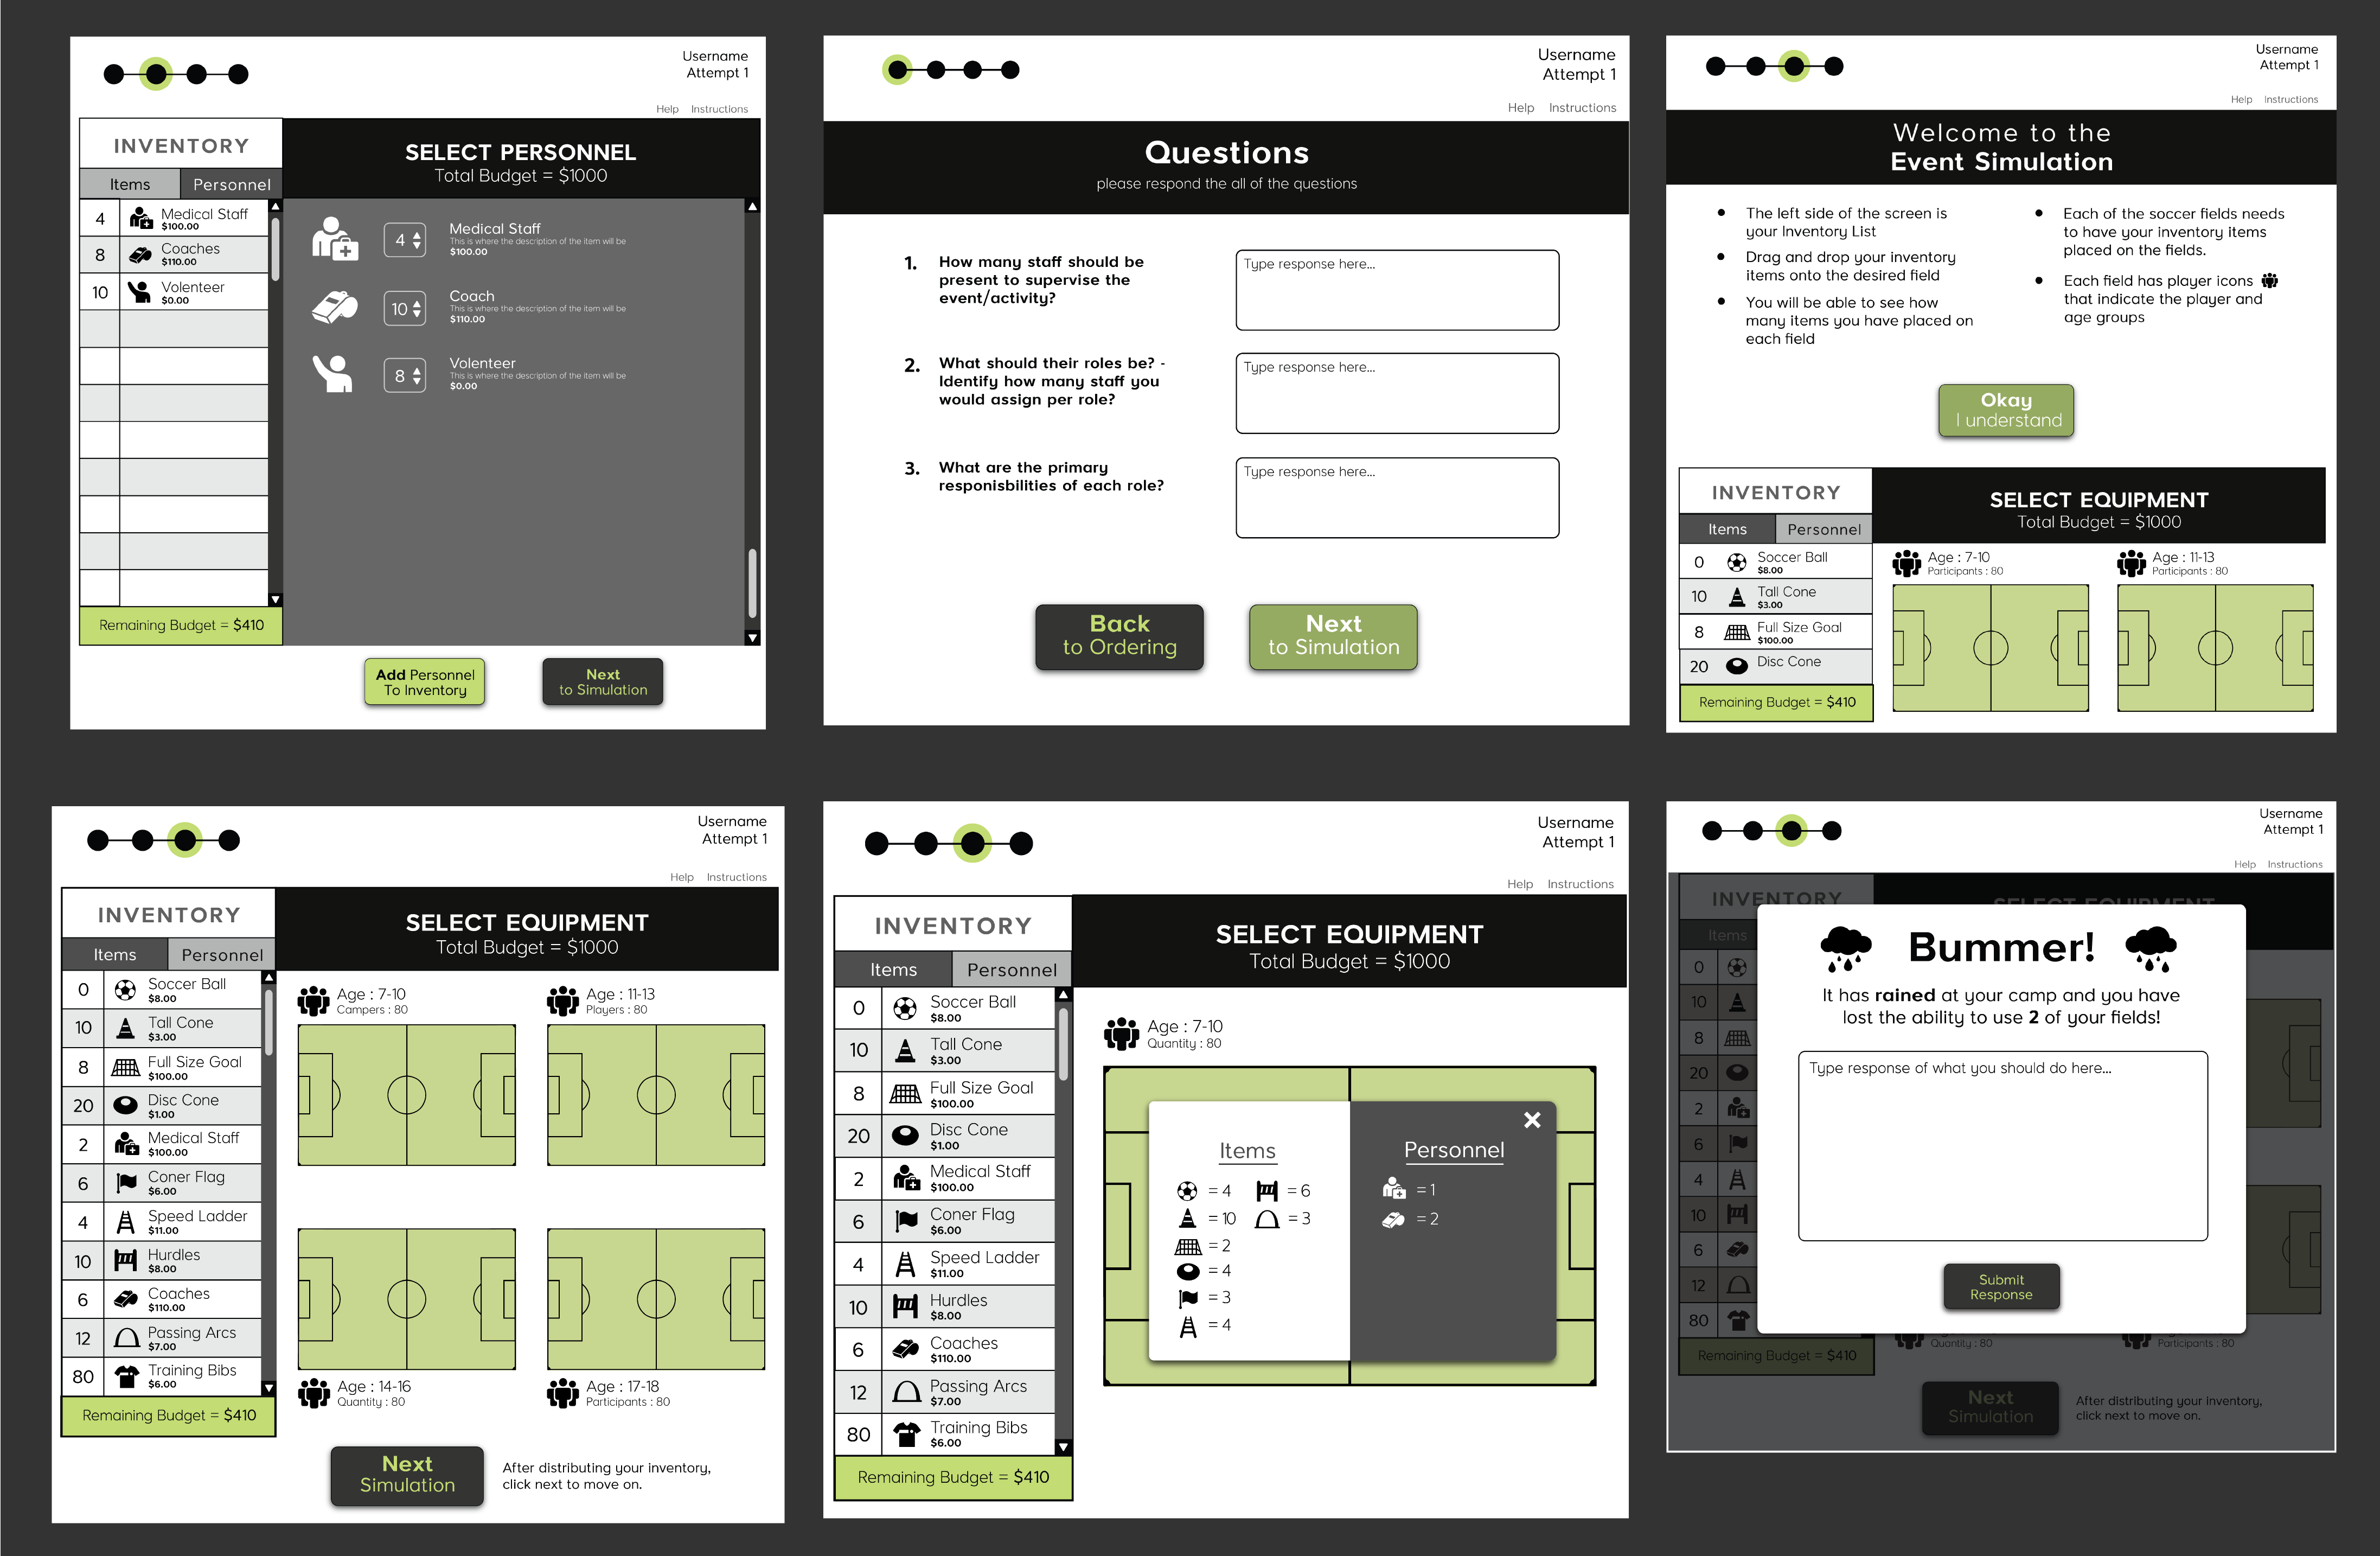 Username
Attempt 1
Help Instructions
INVENTORY
Items Personnel
SELECT PERSONNEL
Total Budget = $1000
4 Medical Staff
$100.00
8 Coaches
$110.00
10 Volenteer
$0.00
Remaining Budget = $410
4 Medical Staff
This is where the description of the item will be
$100.00
10 Coach
This is where the description of the item will be
$110.00
8 Volenteer
This is where the description of the item will be
$0.00
Add Personnel
To Inventory
Next
to Simulation
Username
Attempt 1
Help Instructions
Questions
please respond the all of the questions
1. How many staff should be
present to supervise the
event/activity?
Type response here...
2. What should their roles be? -
Identify how many staff you
would assign per role?
Type response here...
3. What are the primary
responisbilities of each role?
Type response here...
Back
to Ordering
Next
to Simulation
Username
Attempt 1
Help Instructions
Welcome to the
Event Simulation
• The left side of the screen is
your Inventory List
• Drag and drop your inventory
items onto the desired field
• You will be able to see how
many items you have placed on
each field
• Each of the soccer fields needs
to have your inventory items
placed on the fields.
• Each field has player icons
that indicate the player and
age groups
Okay
I understand
INVENTORY
Items Personnel
SELECT EQUIPMENT
Total Budget = $1000
0 Soccer Ball
$8.00
10 Tall Cone
$3.00
8 Full Size Goal
$100.00
20 Disc Cone
Remaining Budget = $410
Age : 7-10
Participants : 80
Age : 11-13
Participants : 80
Username
Attempt 1
Help Instructions
INVENTORY
Items Personnel
SELECT EQUIPMENT
Total Budget = $1000
0 Soccer Ball
$8.00
10 Tall Cone
$3.00
8 Full Size Goal
$100.00
20 Disc Cone
$1.00
2 Medical Staff
$100.00
6 Coner Flag
$6.00
4 Speed Ladder
$11.00
10 Hurdles
$8.00
6 Coaches
$110.00
12 Passing Arcs
$7.00
80 Training Bibs
$6.00
Remaining Budget = $410
Age : 7-10
Campers : 80
Age : 11-13
Players : 80
Age : 14-16
Quantity : 80
Age : 17-18
Participants : 80
Next
Simulation
After distributing your inventory,
click next to move on.
Username
Attempt 1
Help Instructions
INVENTORY
Items Personnel
SELECT EQUIPMENT
Total Budget = $1000
0 Soccer Ball
$8.00
10 Tall Cone
$3.00
8 Full Size Goal
$100.00
20 Disc Cone
$1.00
2 Medical Staff
$100.00
6 Coner Flag
$6.00
4 Speed Ladder
$11.00
10 Hurdles
$8.00
6 Coaches
$110.00
12 Passing Arcs
$7.00
80 Training Bibs
$6.00
Remaining Budget = $410
Age : 7-10
Quantity : 80
Items
= 4 = 6
= 10 = 3
= 2
= 4
= 3
= 4
Personnel
= 1
= 2
Username
Attempt 1
Help Instructions
INVENTORY
Items
SELECT EQUIPMENT
0
10
8
20
2
6
4
10
6
12
80
Remaining Budget = $410
Bummer!
It has rained at your camp and you have
lost the ability to use 2 of your fields!
Type response of what you should do here...
Submit
Response
Quantity : 80
Participants : 80
Next
Simulation
After distributing your inventory,
click next to move on.